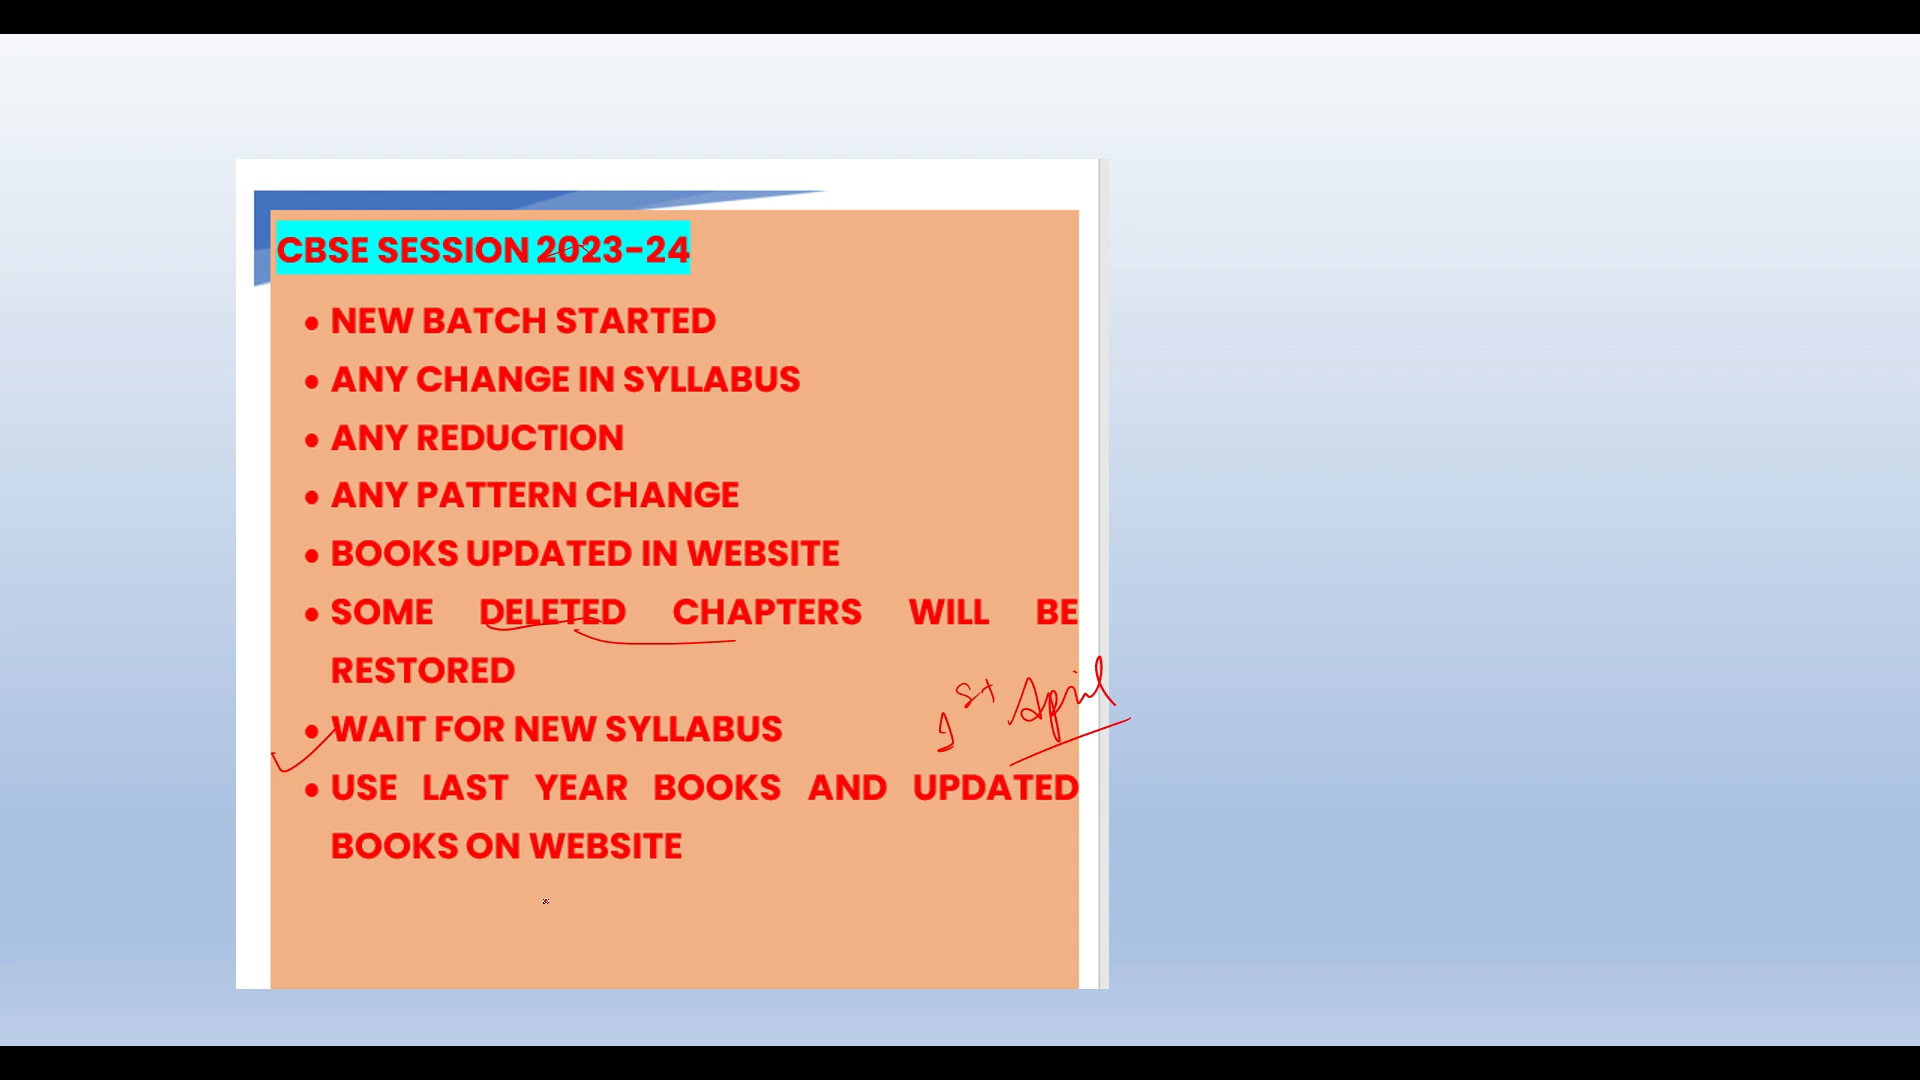 CBSE SESSION 2023-24
• NEW BATCH STARTED
• ANY CHANGE IN SYLLABUS
• ANY REDUCTION
• ANY PATTERN CHANGE
• BOOKS UPDATED IN WEBSITE
• SOME DELETED CHAPTERS WILL BE
RESTORED
1st April
• WAIT FOR NEW SYLLABUS
• USE LAST YEAR BOOKS AND UPDATED
BOOKS ON WEBSITE